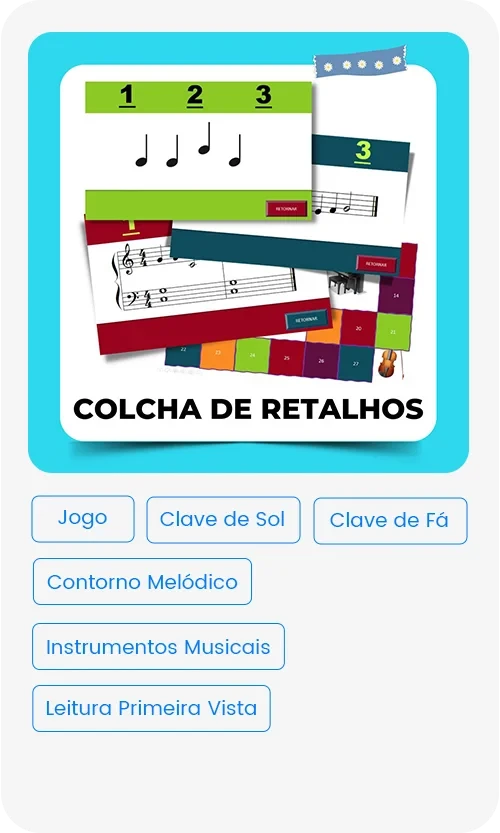 1 2 3
RETORNAR
3
RETORNAR
1
RETORNAR
14
20 21
22 23 24 25 26 27
COLCHA DE RETALHOS
Jogo Clave de Sol Clave de Fá
Contorno Melódico
Instrumentos Musicais
Leitura Primeira Vista